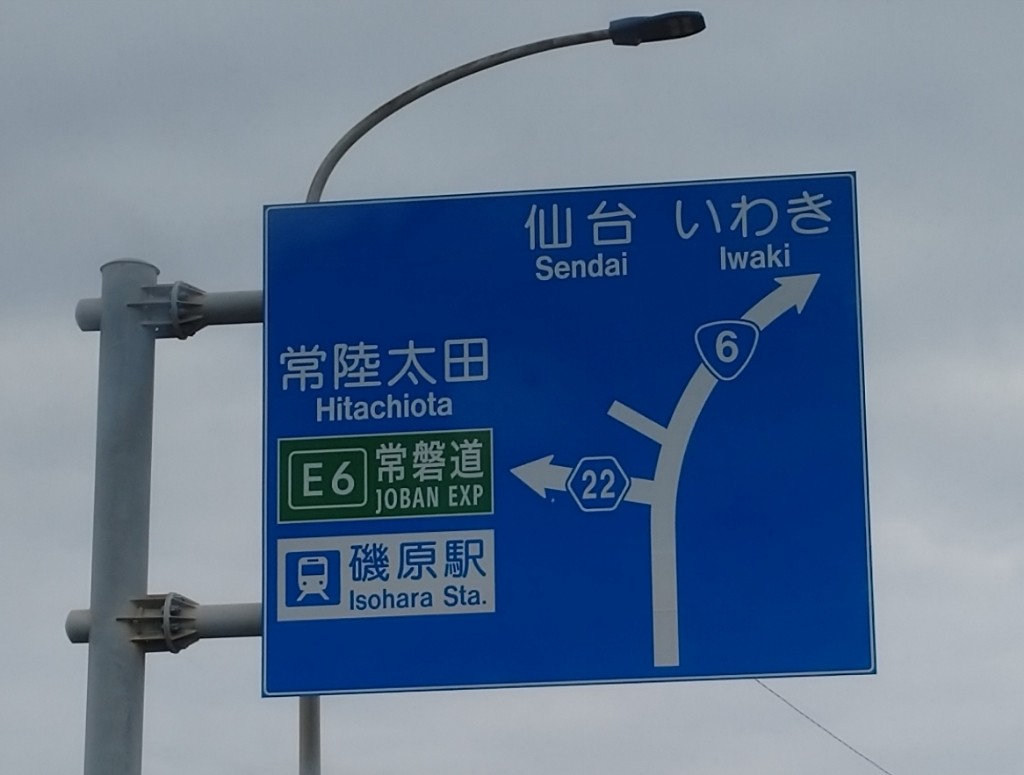 仙台 いわき
Sendai Iwaki
6
常陸太田
Hitachiota
22
E6 常磐道
JOBAN EXP
磯原駅
Isohara Sta.